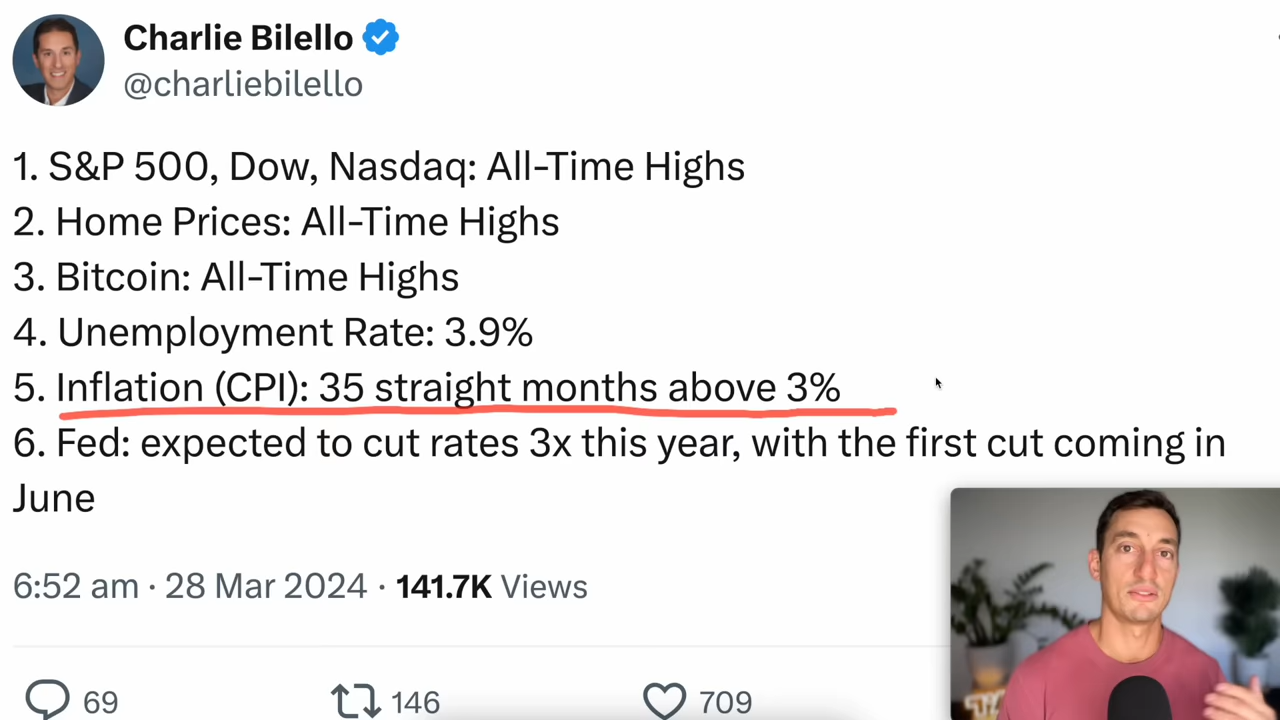 Charlie Bilello
@charliebilello
1. S&P 500, Dow, Nasdaq: All-Time Highs
2. Home Prices: All-Time Highs
3. Bitcoin: All-Time Highs
4. Unemployment Rate: 3.9%
5. Inflation (CPI): 35 straight months above 3%
6. Fed: expected to cut rates 3x this year, with the first cut coming in
June
6:52 am · 28 Mar 2024 · 141.7K Views
69 146 709